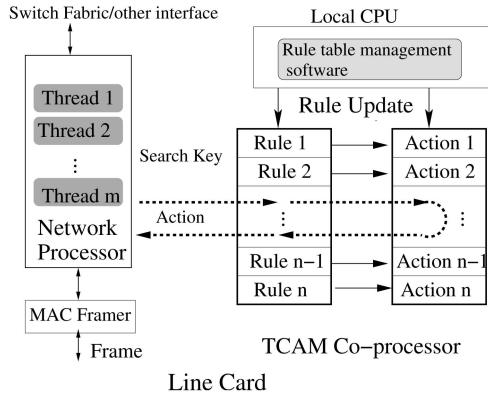 Switch Fabric/other interface
Local CPU
Rule table management
software
Thread 1
Thread 2
Thread m
Network
Processor
Rule Update
Search Key
Action
Rule 1
Action 1
Rule 2
Action 2
Rule n−1
Action n−1
Rule n
Action n
MAC Framer
Frame
TCAM Co−processor
Line Card